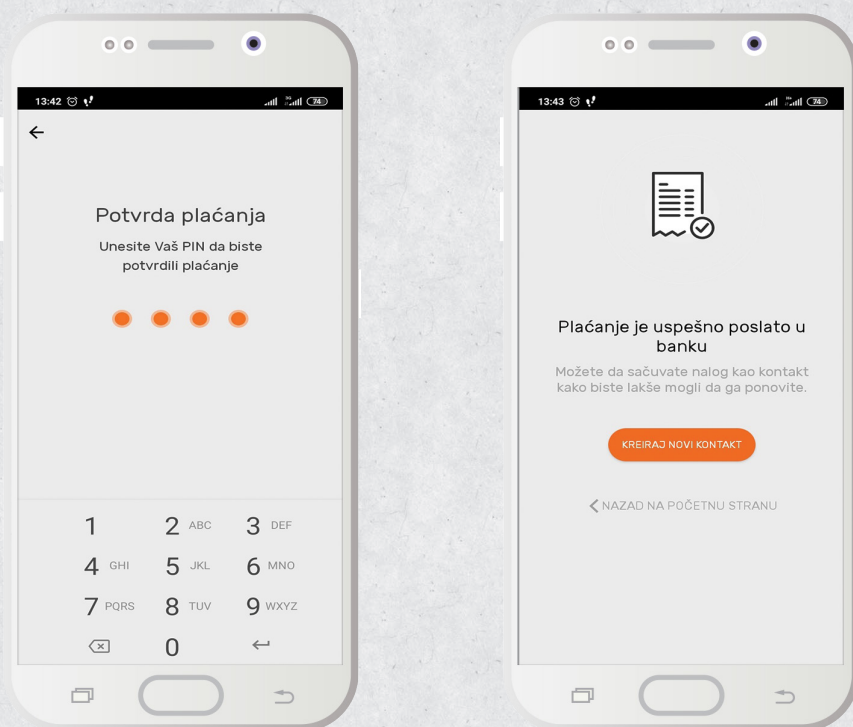 13:42
74
Potvrda plaćanja
Unesite Vaš PIN da biste
potvrdili plaćanje
1
2 ABC
3 DEF
4 GHI
5 JKL
6 MNO
7 PQRS
8 TUV
9 WXYZ
0
13:43
74
Plaćanje je uspešno poslato u
banku
Možete da sačuvate nalog kao kontakt
kako biste lakše mogli da ga ponovite.
KREIRAJ NOVI KONTAKT
NAZAD NA POČETNU STRANU